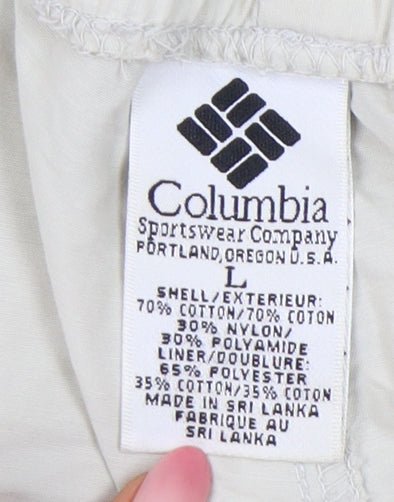 Columbia
Sportswear Company
PORTLAND, OREGON U.S.A.
L
SHELL/EXTERIEUR:
70% COTTON/70% COTON
30% NYLON/
30% POLYAMIDE
LINER/DOUBLURE:
65% POLYESTER
35% COTTON/35% COTON
MADE IN SRI LANKA
FABRIQUE AU
SRI LANKA